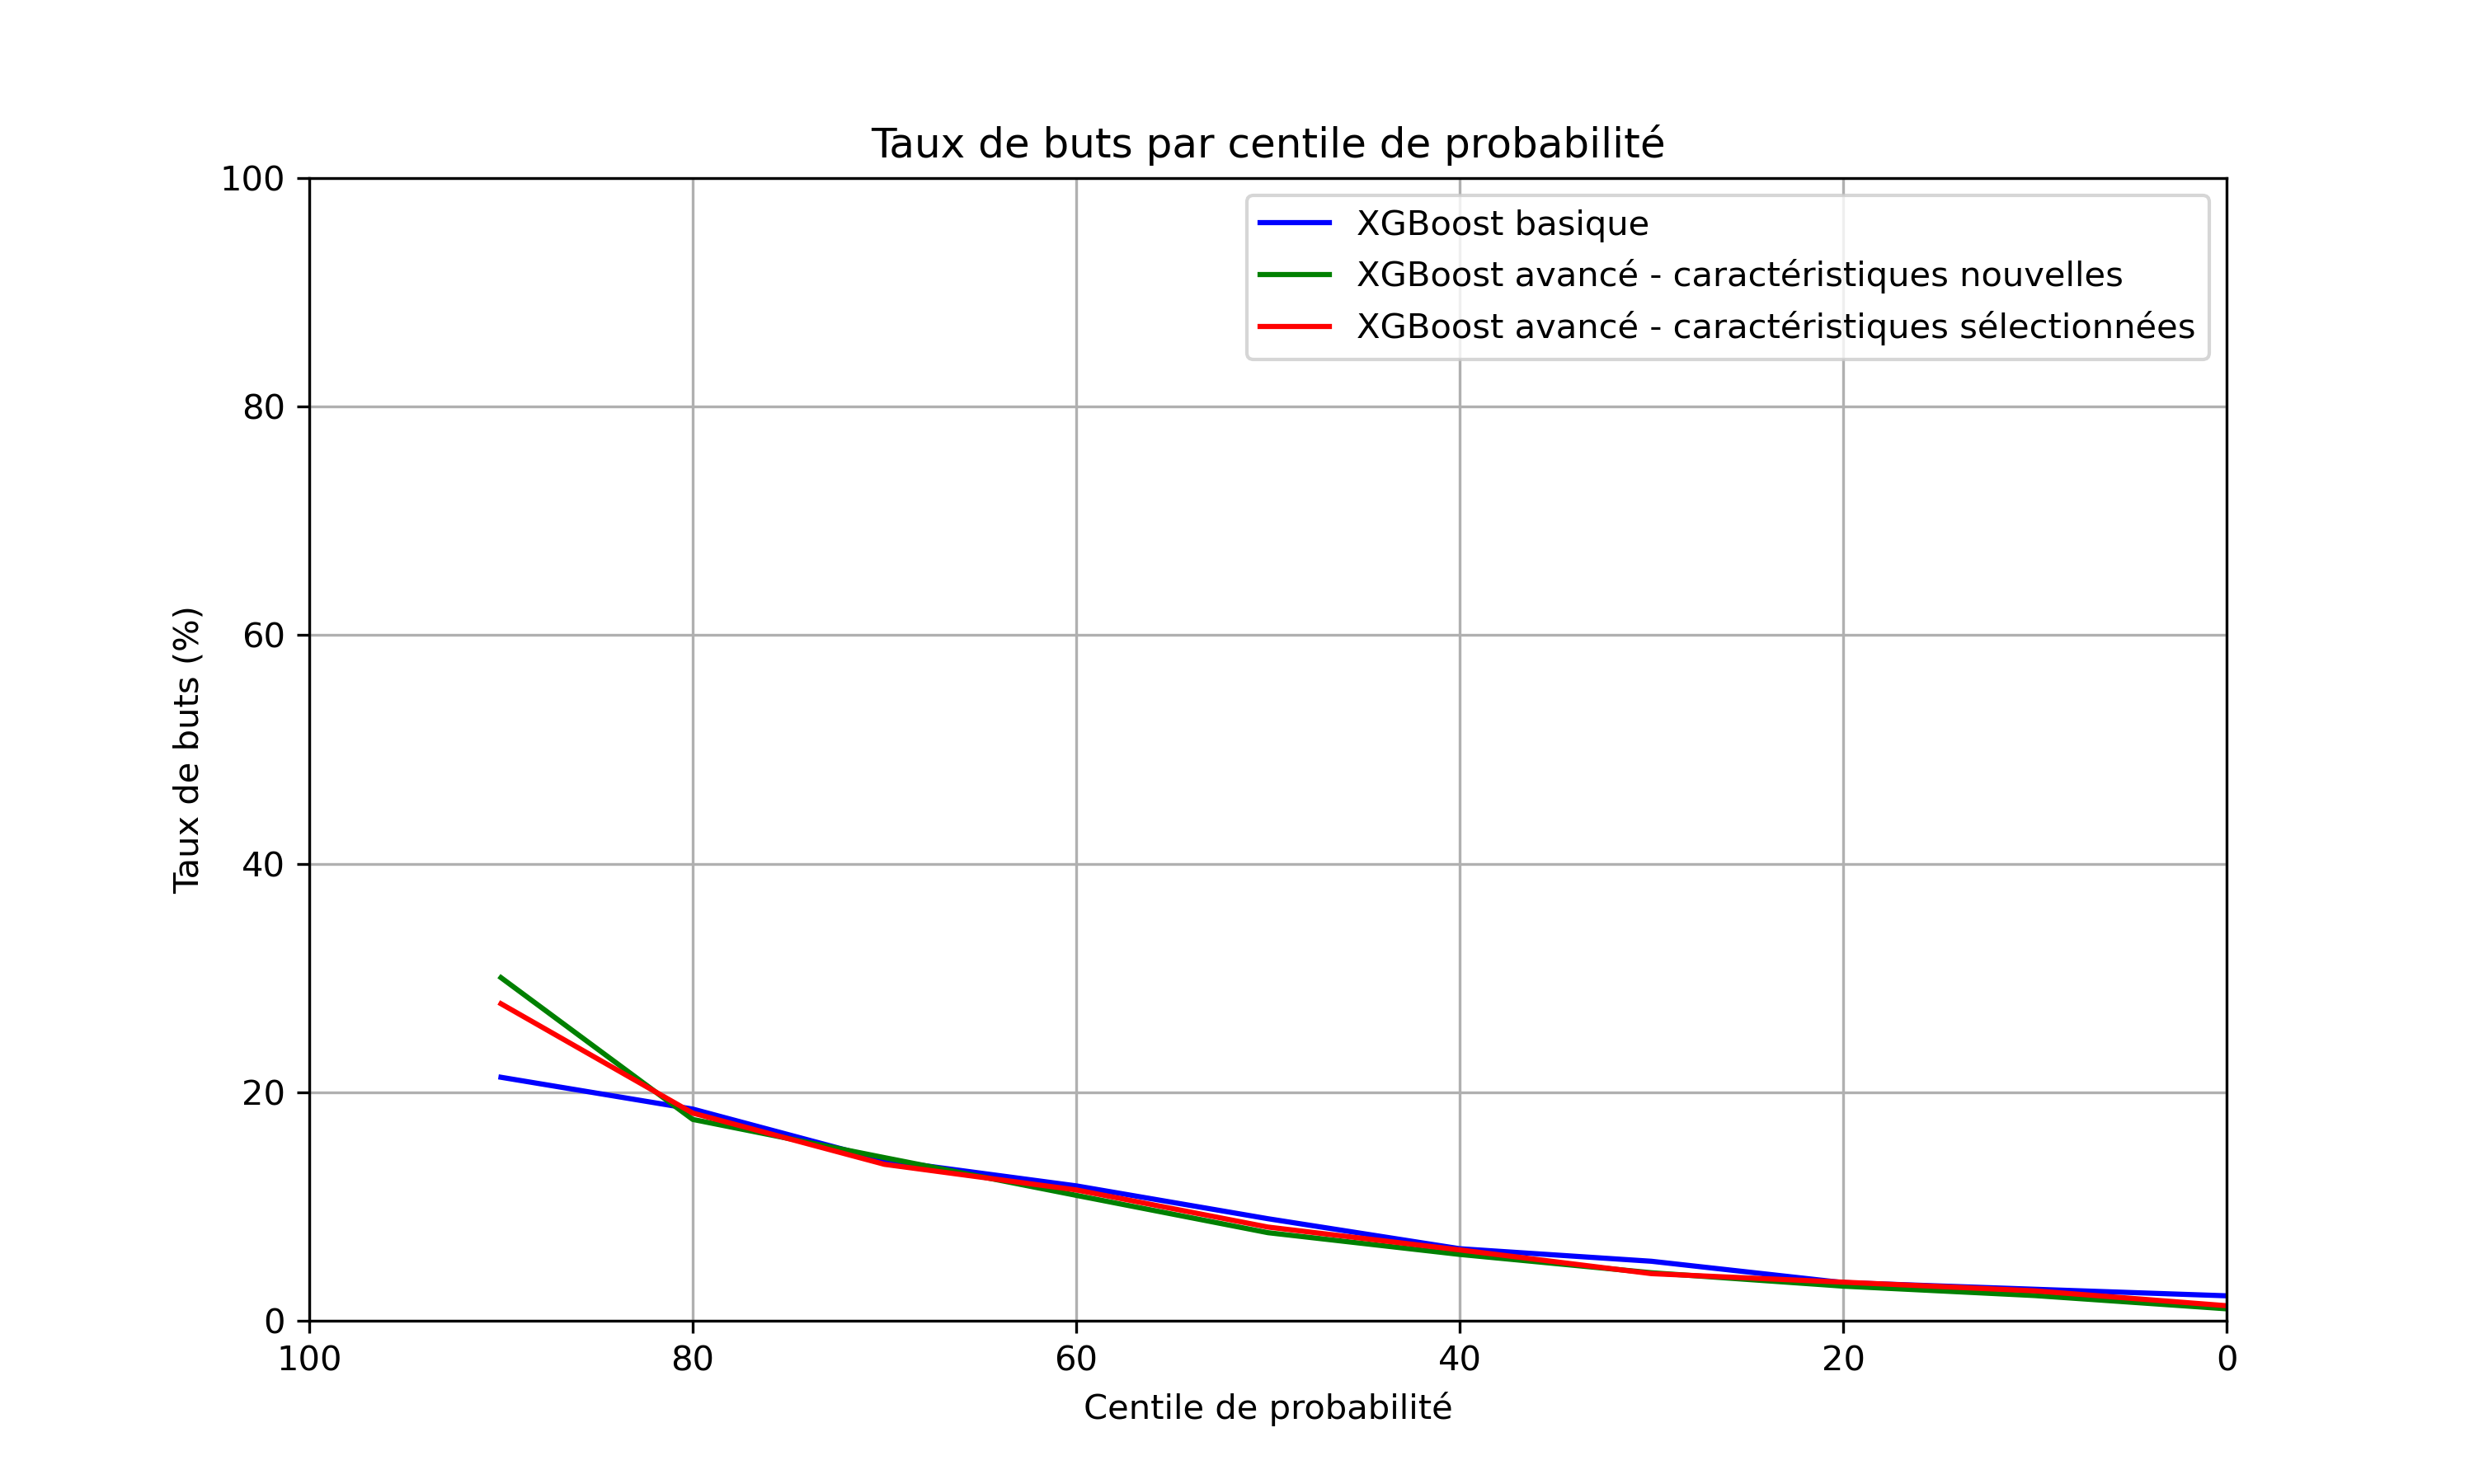 Taux de buts par centile de probabilité
XGBoost basique
XGBoost avancé - caractéristiques nouvelles
XGBoost avancé - caractéristiques sélectionnées
Taux de buts (%)
100
80
60
40
20
0
100 80 60 40 20 0
Centile de probabilité